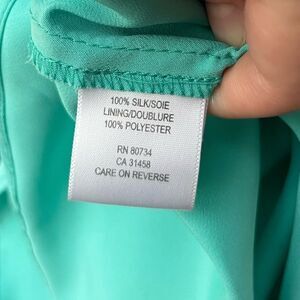 100% SILK/SOIE
LINING/DOUBLURE
100% POLYESTER
RN 80734
CA 31458
CARE ON REVERSE